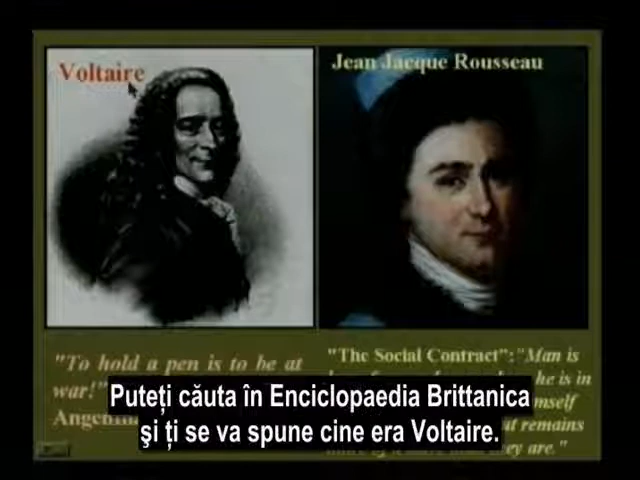 Voltaire
Jean Jacque Rousseau
"To hold a pen is to be at
war!"
"The Social Contract": "Man is
he is in
mself
at remains
ey are."
Puteți căuta în Enciclopaedia Brittanica
şi ți se va spune cine era Voltaire.